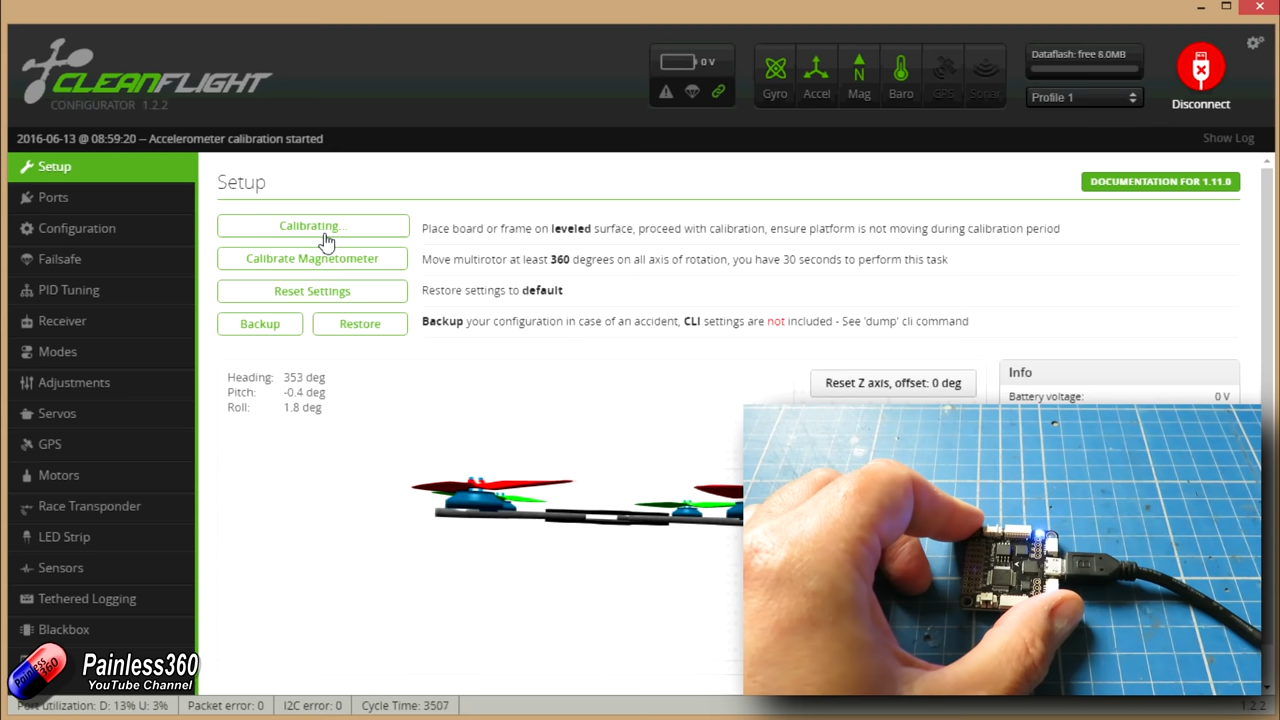 CLEANFLIGHT
CONFIGURATOR 1.2.2
0 V
Gyro
Accel
Mag
Baro
GPS
Sonar
Dataflash: free 8.0MB
Profile 1
Disconnect
2016-06-13 @ 08:59:20 -- Accelerometer calibration started
Show Log
Setup
Ports
Configuration
Failsafe
PID Tuning
Receiver
Modes
Adjustments
Servos
GPS
Motors
Race Transponder
LED Strip
Sensors
Tethered Logging
Blackbox
Setup
DOCUMENTATION FOR 1.11.0
Calibrating...
Place board or frame on leveled surface, proceed with calibration, ensure platform is not moving during calibration period
Calibrate Magnetometer
Move multirotor at least 360 degrees on all axis of rotation, you have 30 seconds to perform this task
Reset Settings
Restore settings to default
Backup
Restore
Backup your configuration in case of an accident, CLI settings are not included - See 'dump' cli command
Heading: 353 deg
Pitch: -0.4 deg
Roll: 1.8 deg
Reset Z axis, offset: 0 deg
Info
Battery voltage: 0 V
Painless360
Painless360
YouTube Channel
Port utilization: D: 13% U: 3%
Packet error: 0
I2C error: 0
Cycle Time: 3507
1.2.2